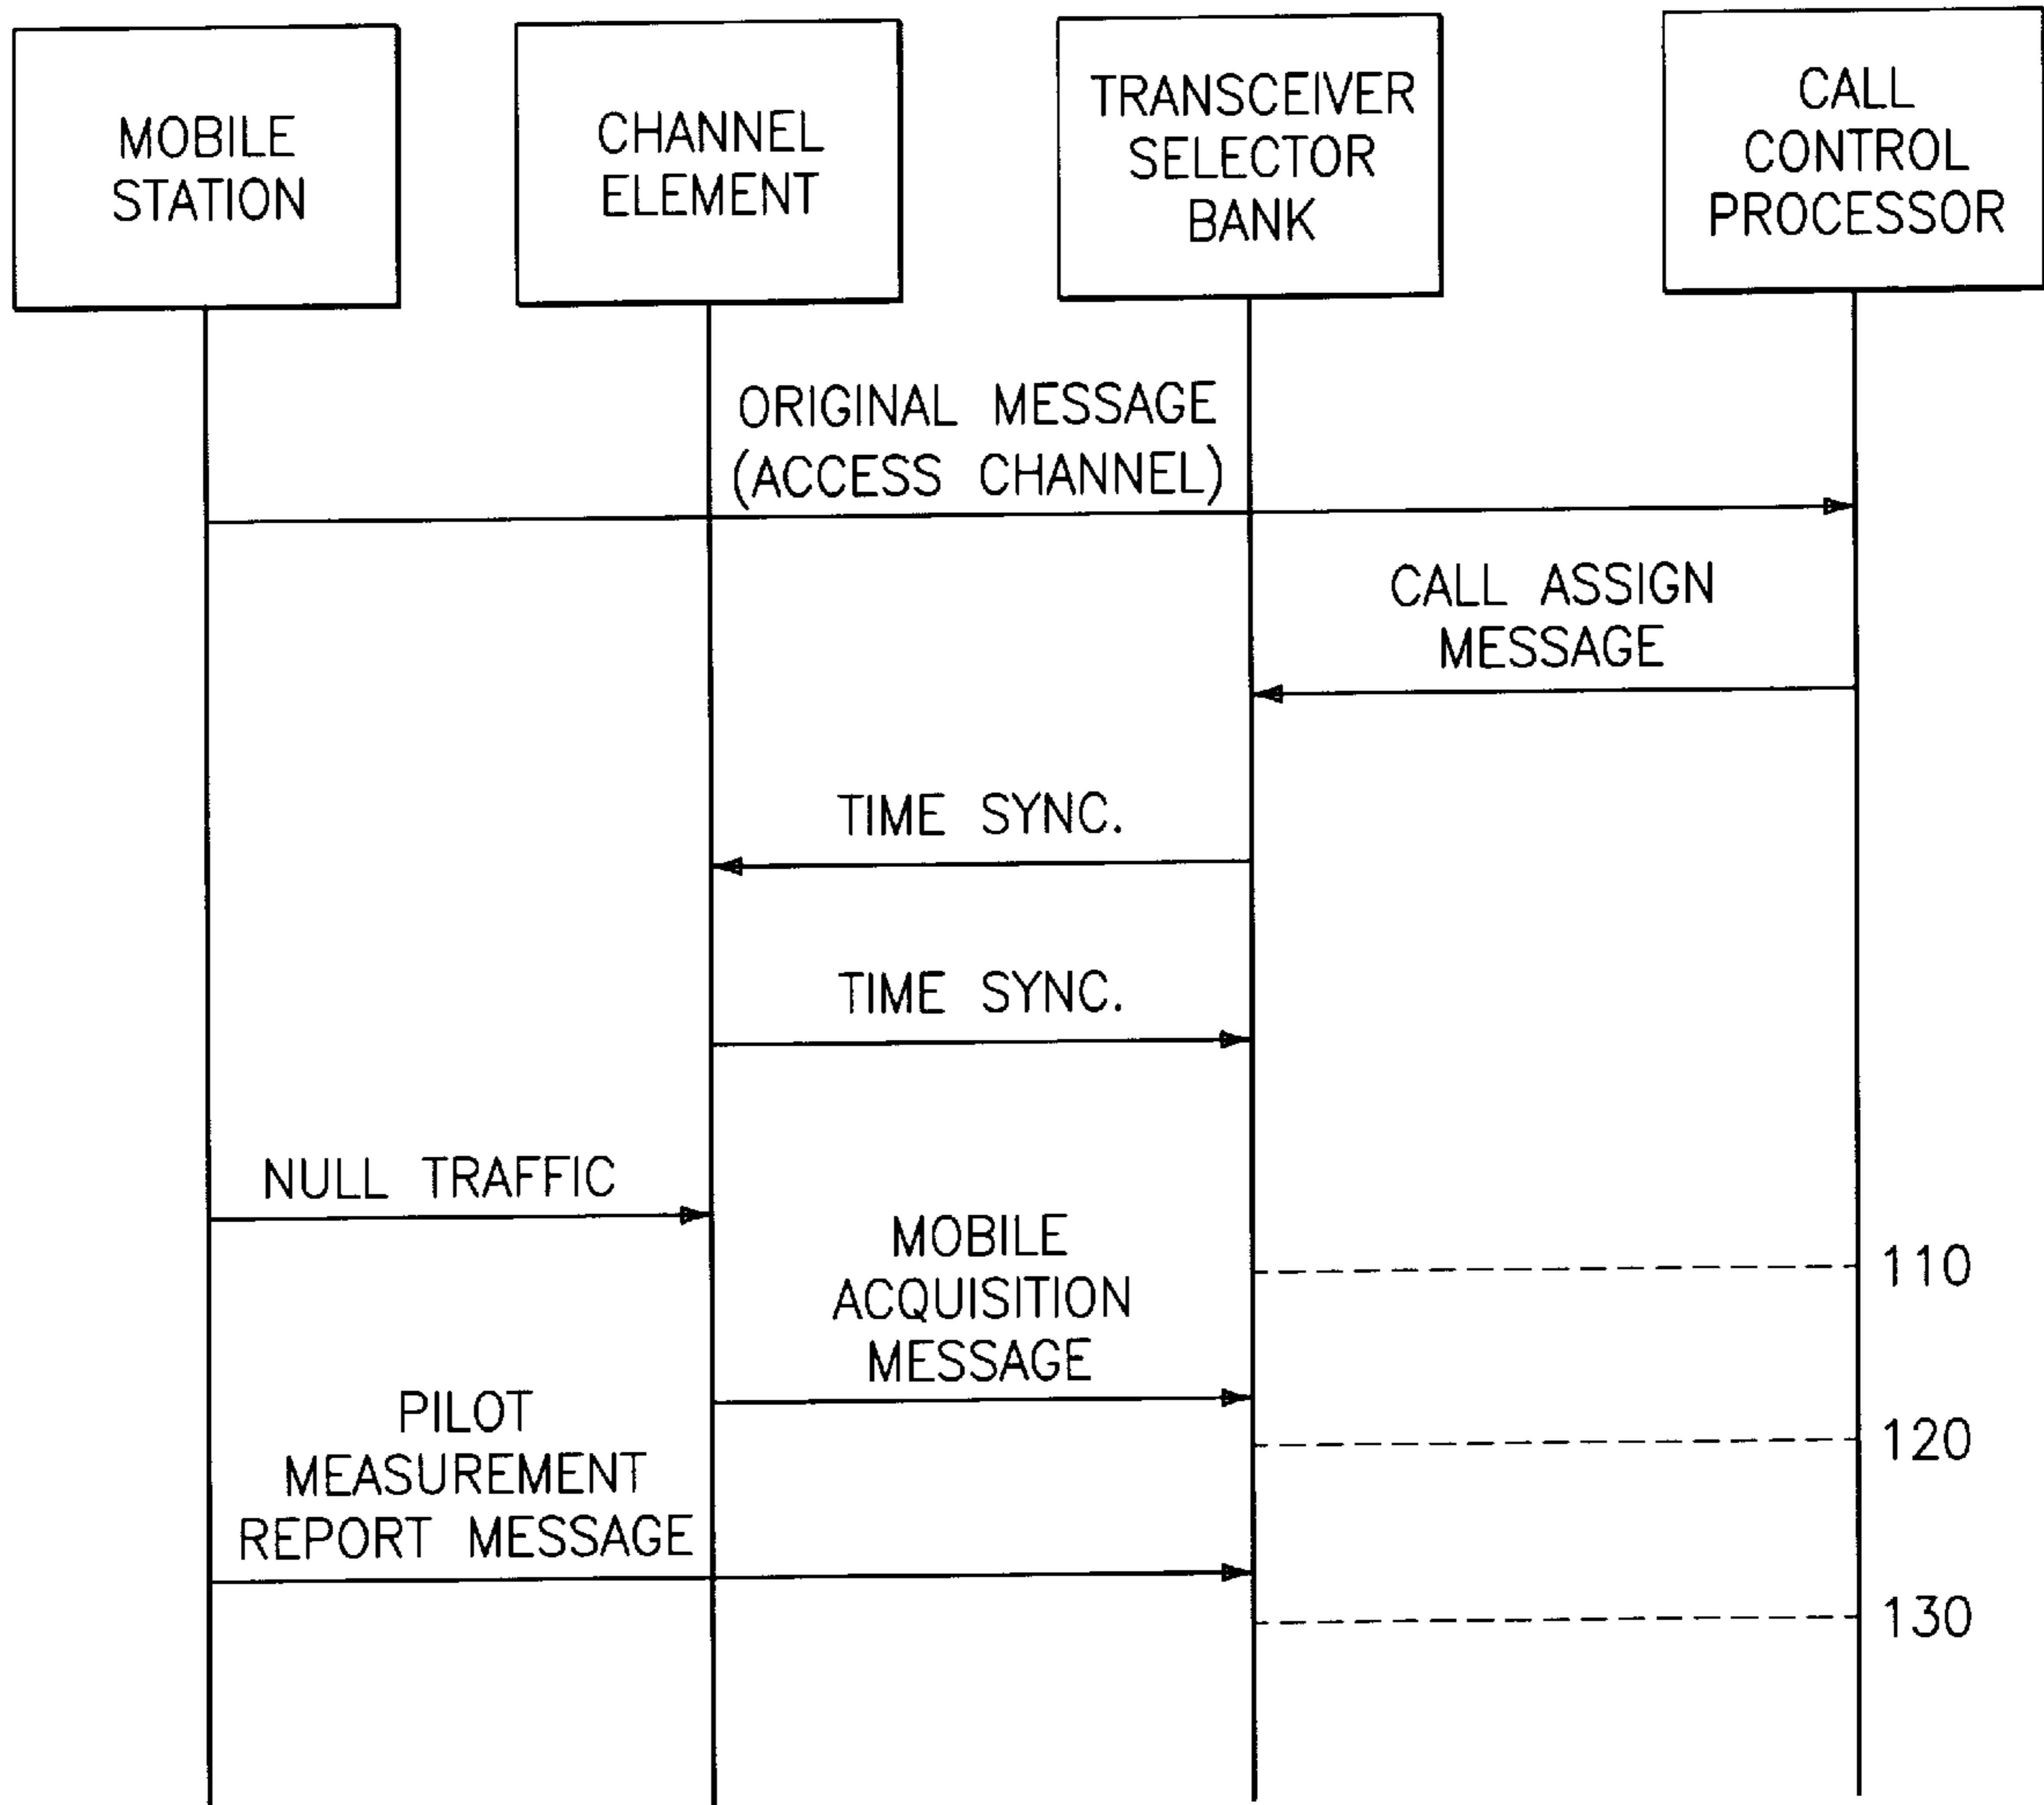 MOBILE
STATION
CHANNEL
ELEMENT
TRANSCEIVER
SELECTOR
BANK
CALL
CONTROL
PROCESSOR
ORIGINAL MESSAGE
(ACCESS CHANNEL)
CALL ASSIGN
MESSAGE
TIME SYNC.
TIME SYNC.
NULL TRAFFIC
MOBILE
ACQUISITION
MESSAGE
110
PILOT
MEASUREMENT
REPORT MESSAGE
120
130